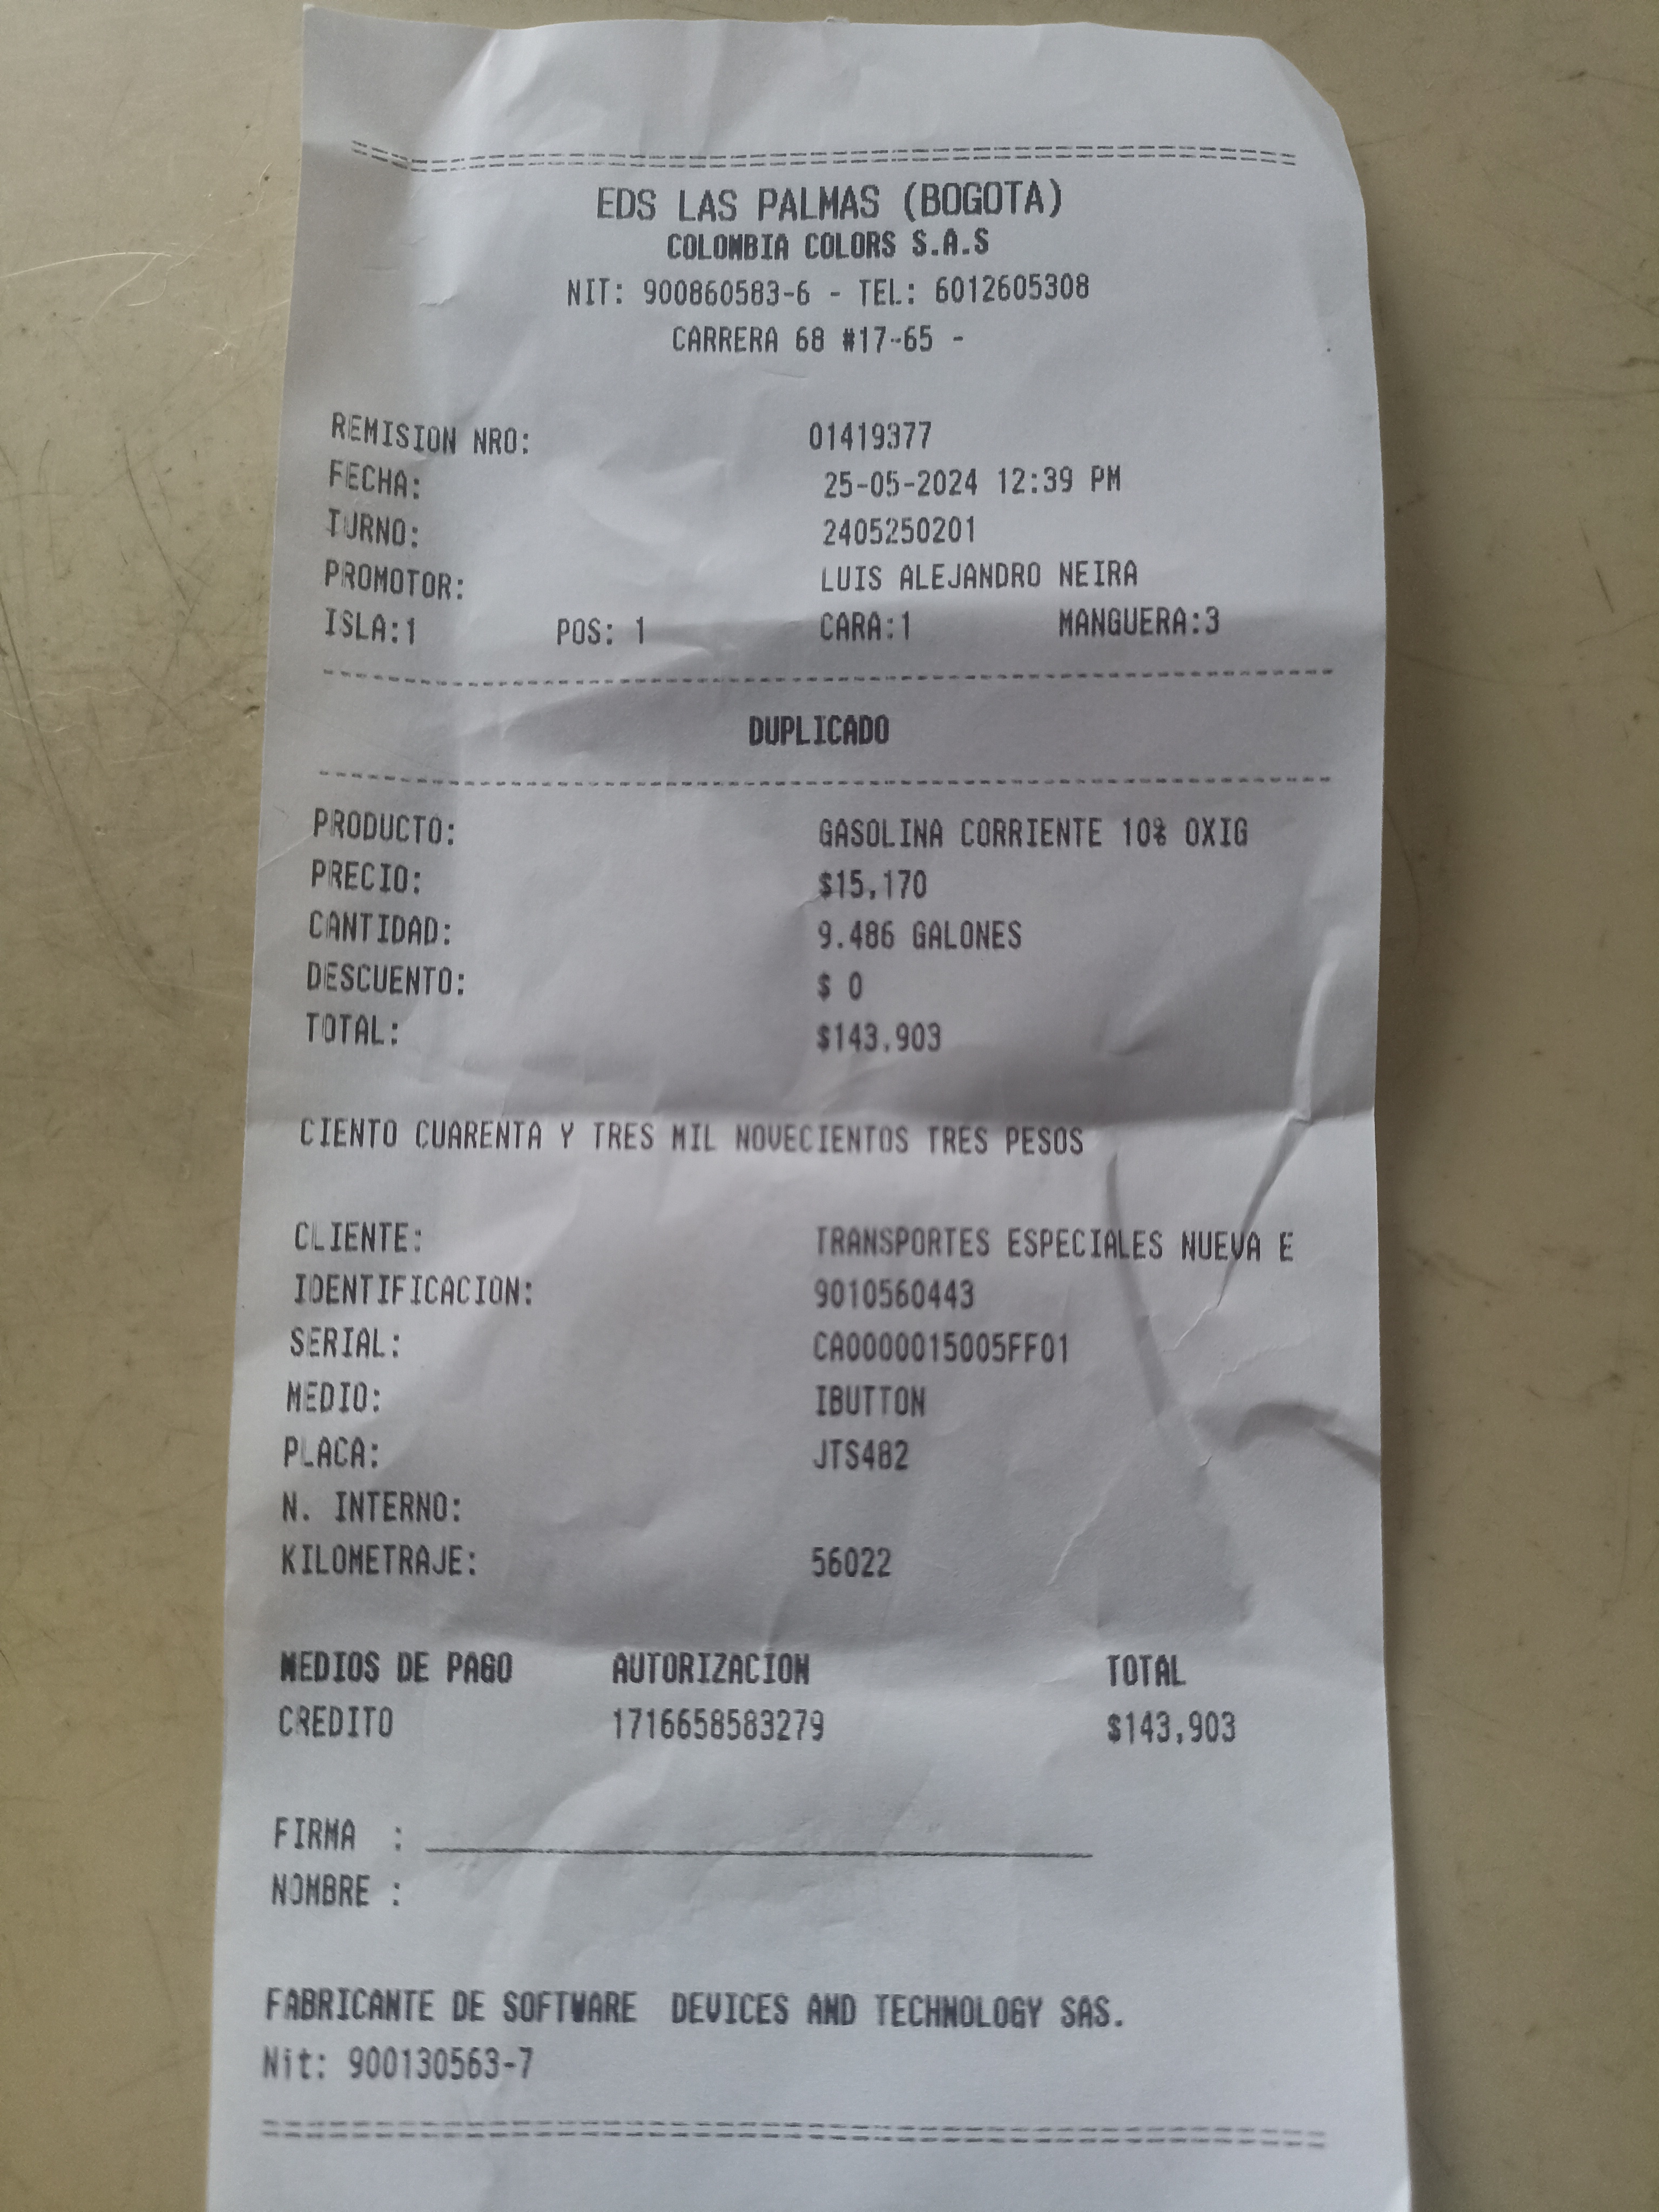 EDS LAS PALMAS (BOGOTA)
COLOMBIA COLORS S.A.S
NIT: 900860583-6 - TEL: 6012605308
CARRERA 68 #17-65 -
REMISION NRO: 01419377
FECHA: 25-05-2024 12:39 PM
TURNO: 2405250201
PROMOTOR: LUIS ALEJANDRO NEIRA
ISLA:1 POS: 1 CARA:1 MANGUERA:3
DUPLICADO
PRODUCTO: GASOLINA CORRIENTE 10% OXIG
PRECIO: $15,170
CANTIDAD: 9.486 GALONES
DESCUENTO: $ 0
TOTAL: $143,903
CIENTO CUARENTA Y TRES MIL NOVECIENTOS TRES PESOS
CLIENTE: TRANSPORTES ESPECIALES NUEVA E
IDENTIFICACION: 9010560443
SERIAL: CA0000015005FF01
MEDIO: IBUTTON
PLACA: JTS482
N. INTERNO:
KILOMETRAJE: 56022
MEDIOS DE PAGO AUTORIZACION TOTAL
CREDITO 1716658583279 $143,903
FIRMA :
NOMBRE :
FABRICANTE DE SOFTWARE DEVICES AND TECHNOLOGY SAS.
Nit: 900130563-7